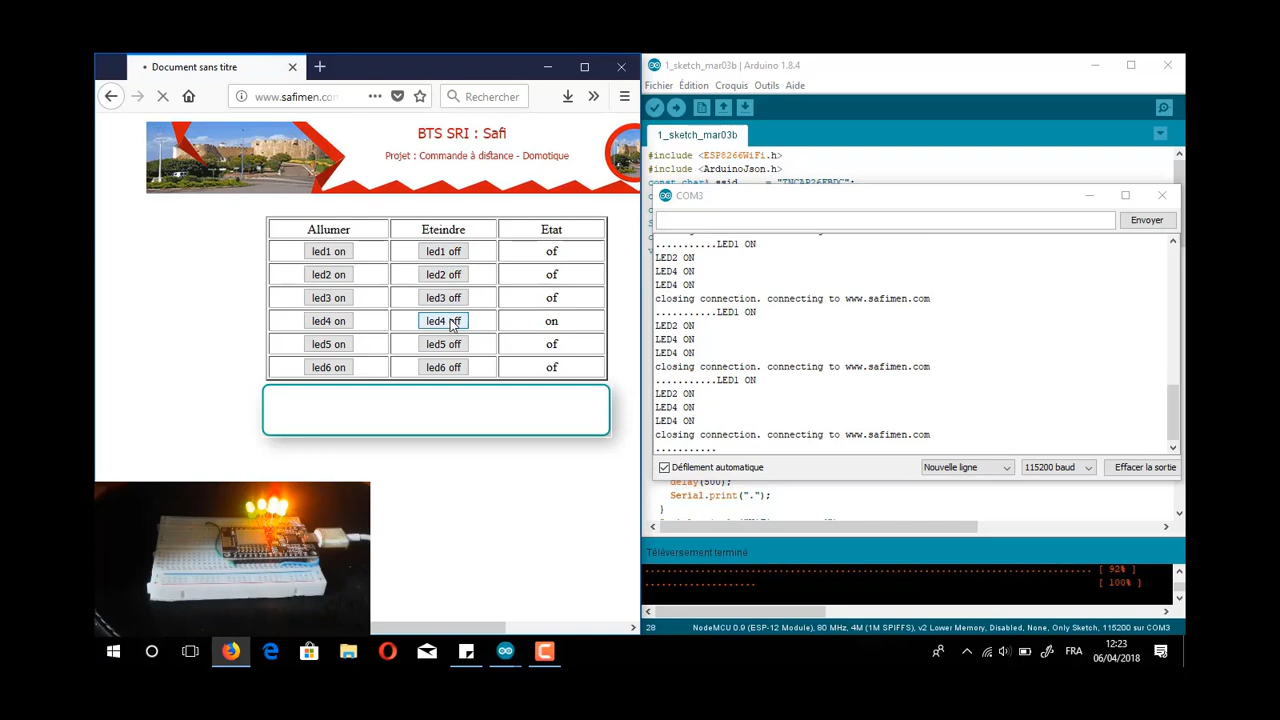 Document sans titre
www.safimen.con
Rechercher
BTS SRI : Safi
Projet : Commande à distance - Domotique
Allumer Eteindre Etat
led1 on led1 off of
led2 on led2 off of
led3 on led3 off of
led4 on led4 off on
led5 on led5 off of
led6 on led6 off of
1_sketch_mar03b | Arduino 1.8.4
Fichier Édition Croquis Outils Aide
1_sketch_mar03b
#include <ESP8266WiFi.h>
#include <ArduinoJson.h>
COM3
Envoyer
...........LED1 ON
LED2 ON
LED4 ON
LED4 ON
closing connection. connecting to www.safimen.com
...........LED1 ON
LED2 ON
LED4 ON
LED4 ON
closing connection. connecting to www.safimen.com
...........LED1 ON
LED2 ON
LED4 ON
LED4 ON
closing connection. connecting to www.safimen.com
...........
Défilement automatique Nouvelle ligne 115200 baud Effacer la sortie
delay(500);
Serial.print(".");
}
Téléversement terminé
[ 92% ]
[ 100% ]
28 NodeMCU 0.9 (ESP-12 Module), 80 MHz, 4M (1M SPIFFS), v2 Lower Memory, Disabled, None, Only Sketch, 115200 sur COM3
FRA
12:23
06/04/2018